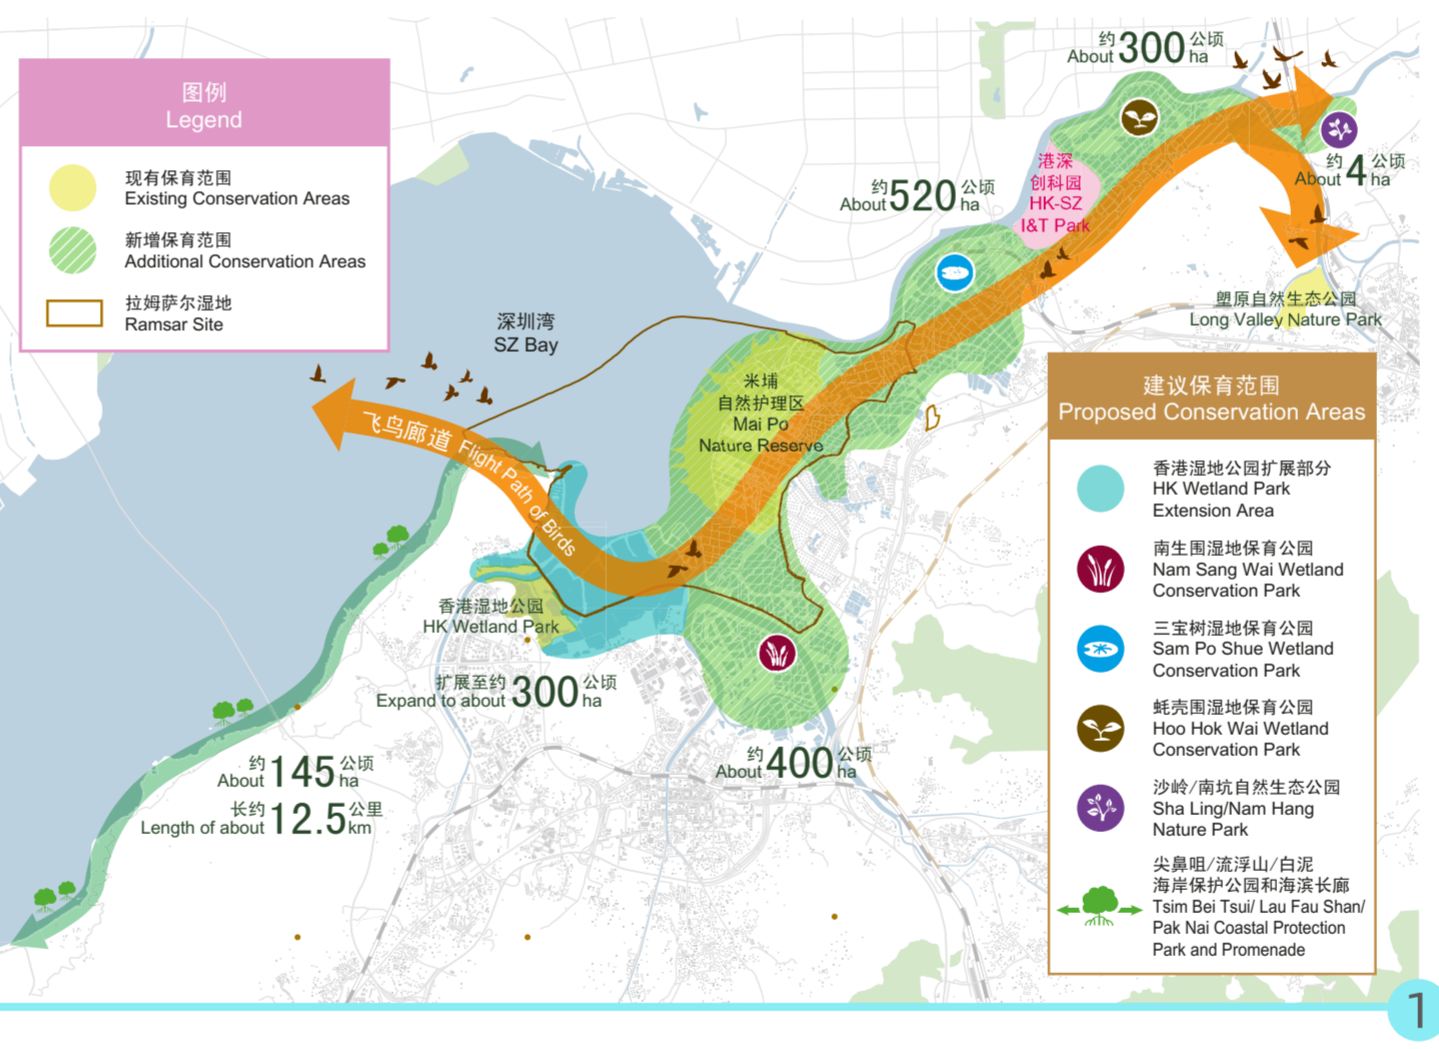 图例
Legend
现有保育范围
Existing Conservation Areas
新增保育范围
Additional Conservation Areas
拉姆萨尔湿地
Ramsar Site
约300公顷
About ha
约4公顷
About ha
约520公顷
About ha
港深
创科园
HK-SZ
I&T Park
塱原自然生态公园
Long Valley Nature Park
深圳湾
SZ Bay
米埔
自然护理区
Mai Po
Nature Reserve
飞鸟廊道 Flight Path of Birds
香港湿地公园
HK Wetland Park
扩展至约300公顷
Expand to about ha
约400公顷
About ha
约145公顷
About ha
长约12.5公里
Length of about km
建议保育范围
Proposed Conservation Areas
香港湿地公园扩展部分
HK Wetland Park
Extension Area
南生围湿地保育公园
Nam Sang Wai Wetland
Conservation Park
三宝树湿地保育公园
Sam Po Shue Wetland
Conservation Park
蚝壳围湿地保育公园
Hoo Hok Wai Wetland
Conservation Park
沙岭/南坑自然生态公园
Sha Ling/Nam Hang
Nature Park
尖鼻咀/流浮山/白泥
海岸保护公园和海滨长廊
Tsim Bei Tsui/ Lau Fau Shan/
Pak Nai Coastal Protection
Park and Promenade
1